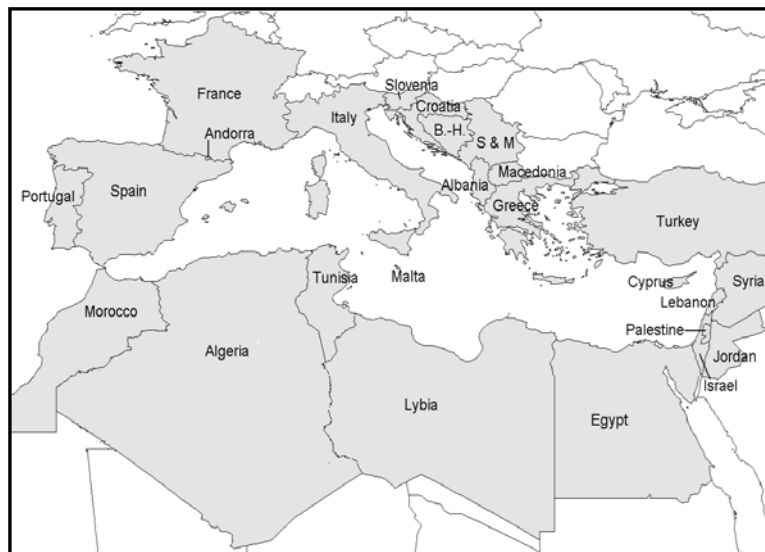 Slovenia
France
Croatia
Italy
B.-H.
Andorra
S & M
Macedonia
Portugal
Spain
Albania
Greece
Turkey
Tunisia
Malta
Cyprus
Syria
Lebanon
Morocco
Palestine
Algeria
Jordan
Israel
Lybia
Egypt